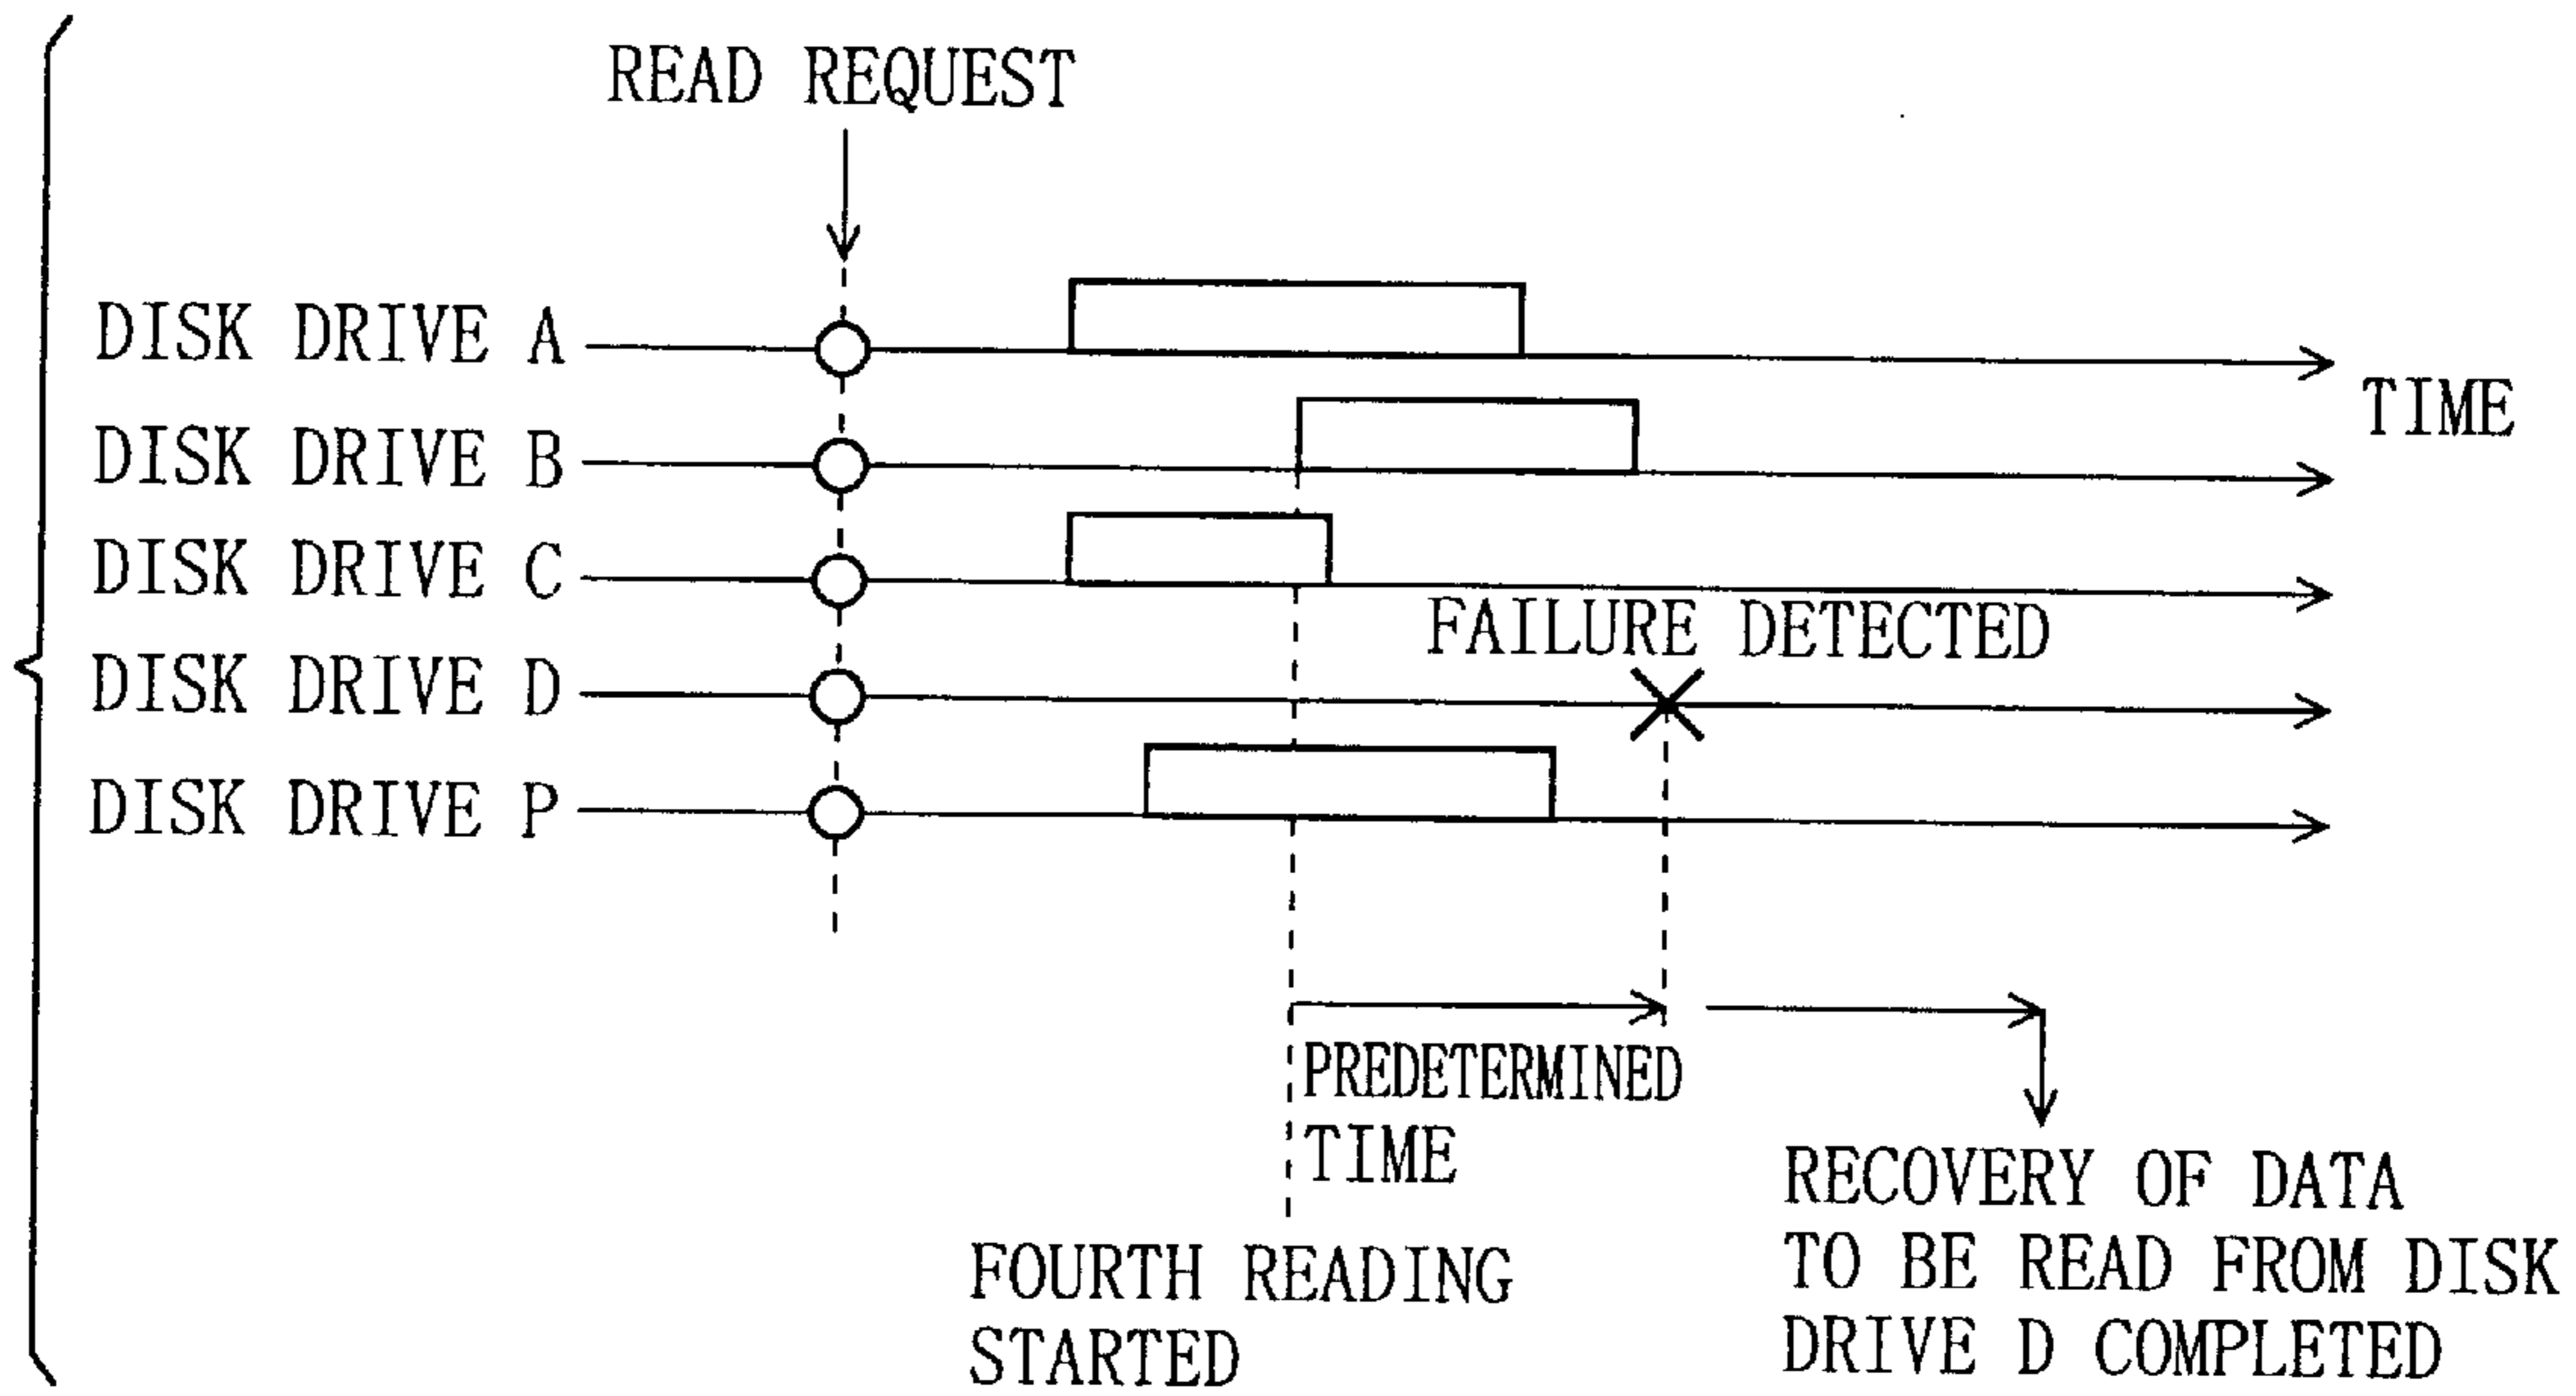 READ REQUEST
DISK DRIVE A
TIME
DISK DRIVE B
DISK DRIVE C
FAILURE DETECTED
DISK DRIVE D
DISK DRIVE P
PREDETERMINED
TIME
FOURTH READING
STARTED
RECOVERY OF DATA
TO BE READ FROM DISK
DRIVE D COMPLETED